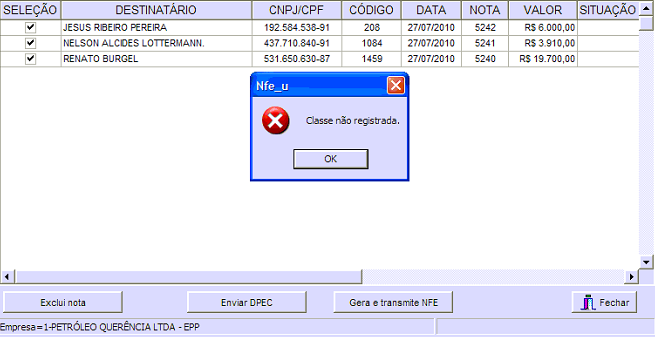 SELEÇÃO DESTINATÁRIO CNPJ/CPF CÓDIGO DATA NOTA VALOR SITUAÇÃO
JESUS RIBEIRO PEREIRA 192.584.538-91 208 27/07/2010 5242 R$ 6.000,00
NELSON ALCIDES LOTTERMANN. 437.710.840-91 1084 27/07/2010 5241 R$ 3.910,00
RENATO BURGEL 531.650.630-87 1459 27/07/2010 5240 R$ 19.700,00
Nfe_u
Classe não registrada.
OK
Exclui nota Enviar DPEC Gera e transmite NFE Fechar
Empresa=1-PETRÓLEO QUERÊNCIA LTDA - EPP